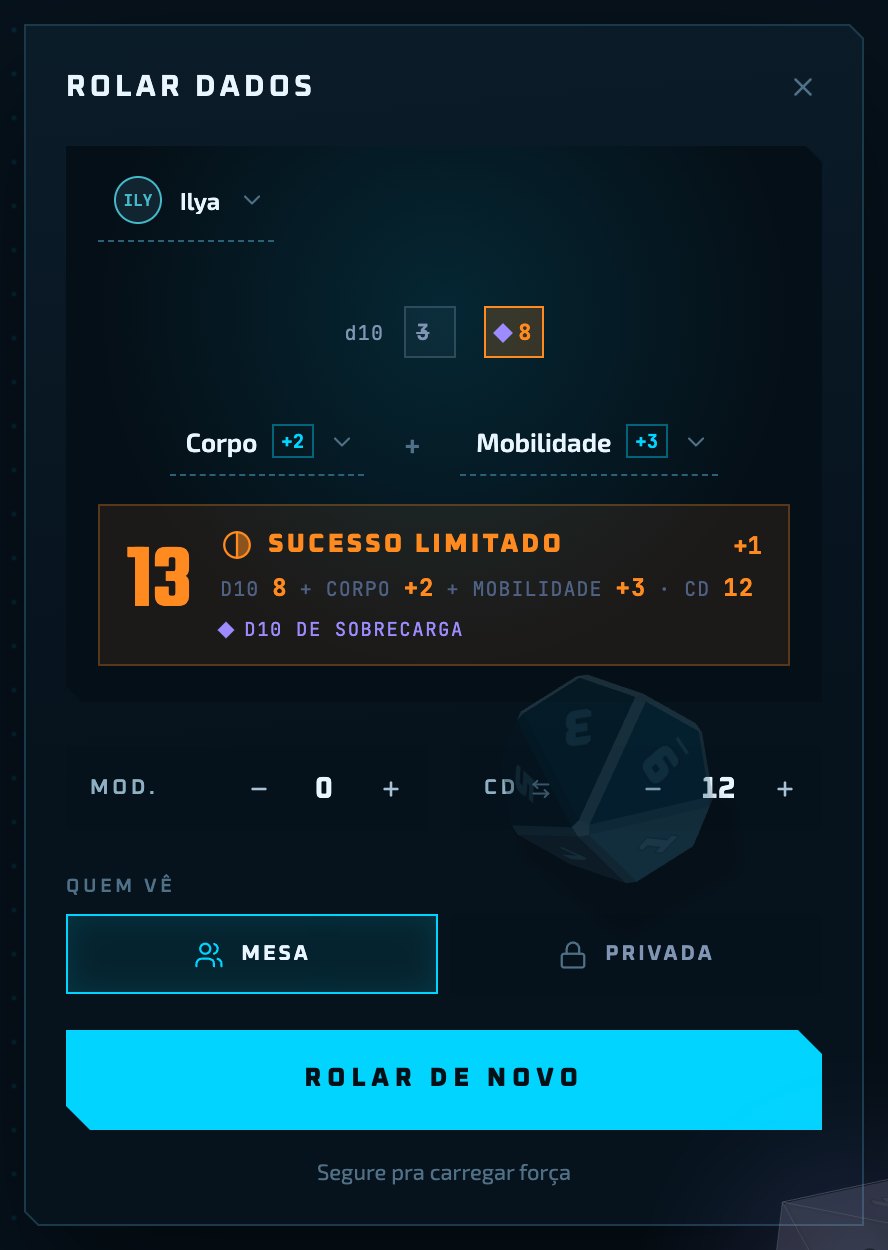 ROLAR DADOS
ILY Ilya
d10 3 8
Corpo +2 + Mobilidade +3
13 SUCESSO LIMITADO +1
D10 8 + CORPO +2 + MOBILIDADE +3 · CD 12
D10 DE SOBRECARGA
3
6
MOD. − 0 + CD − 12 +
QUEM VÊ
MESA PRIVADA
ROLAR DE NOVO
Segure pra carregar força